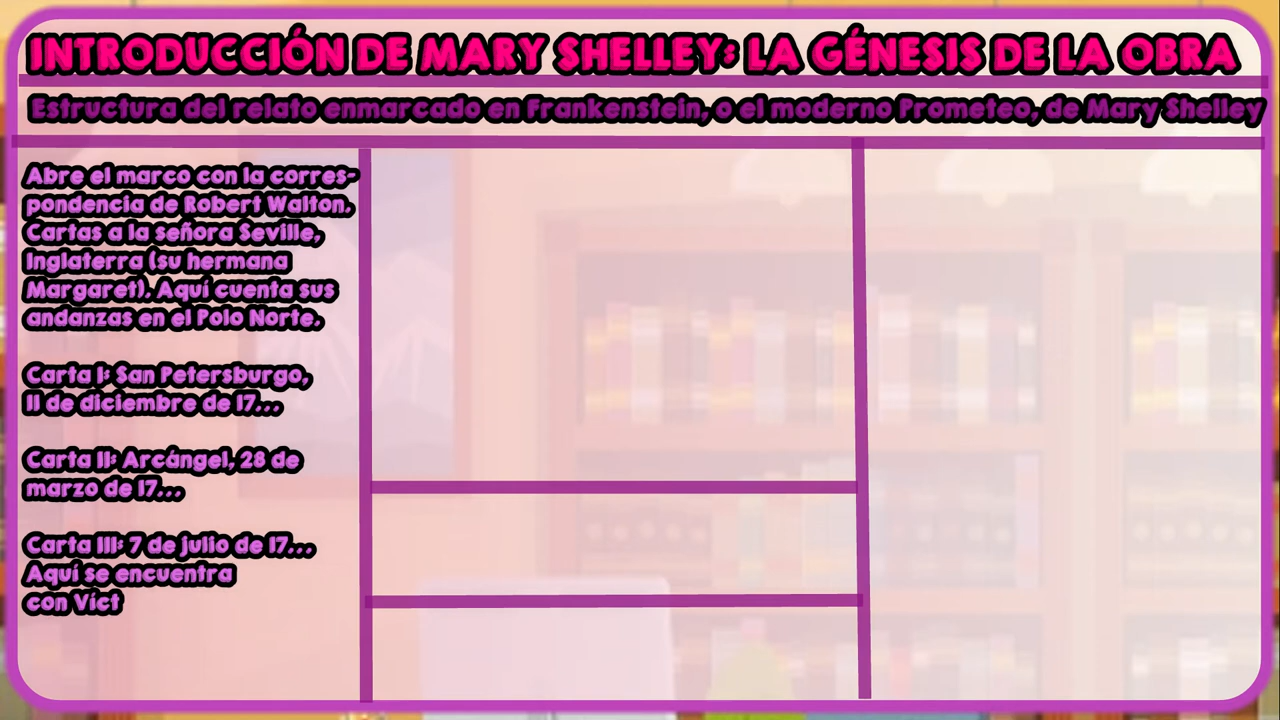 INTRODUCCIÓN DE MARY SHELLEY: LA GÉNESIS DE LA OBRA
Estructura del relato enmarcado en Frankenstein, o el moderno Prometeo, de Mary Shelley
Abre el marco con la corres-
pondencia de Robert Walton.
Cartas a la señora Seville,
Inglaterra (su hermana
Margaret). Aquí cuenta sus
andanzas en el Polo Norte.
Carta I: San Petersburgo,
11 de diciembre de 17...
Carta II: Arcángel, 28 de
marzo de 17...
Carta III: 7 de julio de 17...
Aquí se encuentra
con Víct